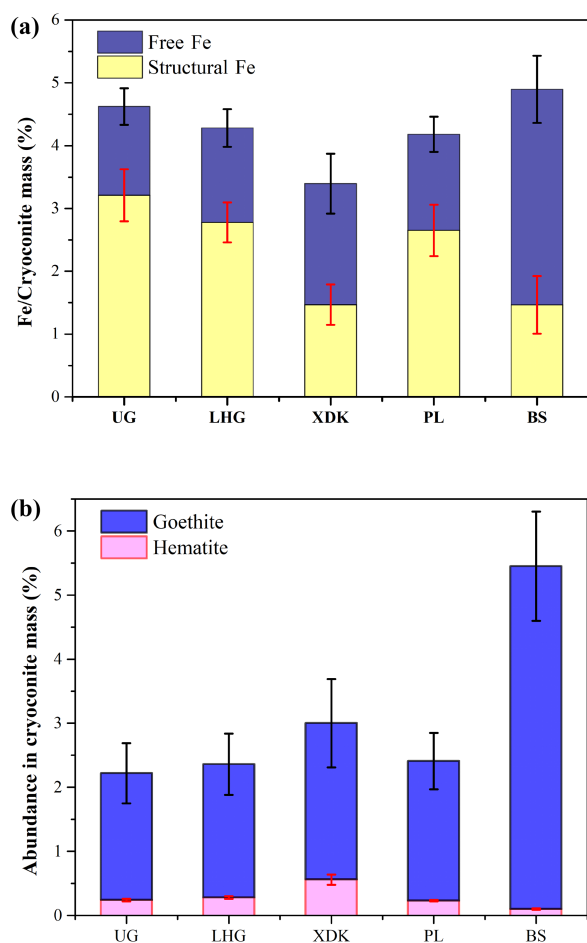 (a)
Free Fe
Structural Fe
Fe/Cryoconite mass (%)
6
5
4
3
2
1
0
UG LHG XDK PL BS
(b)
Goethite
Hematite
Abundance in cryoconite mass (%)
6
5
4
3
2
1
0
UG LHG XDK PL BS